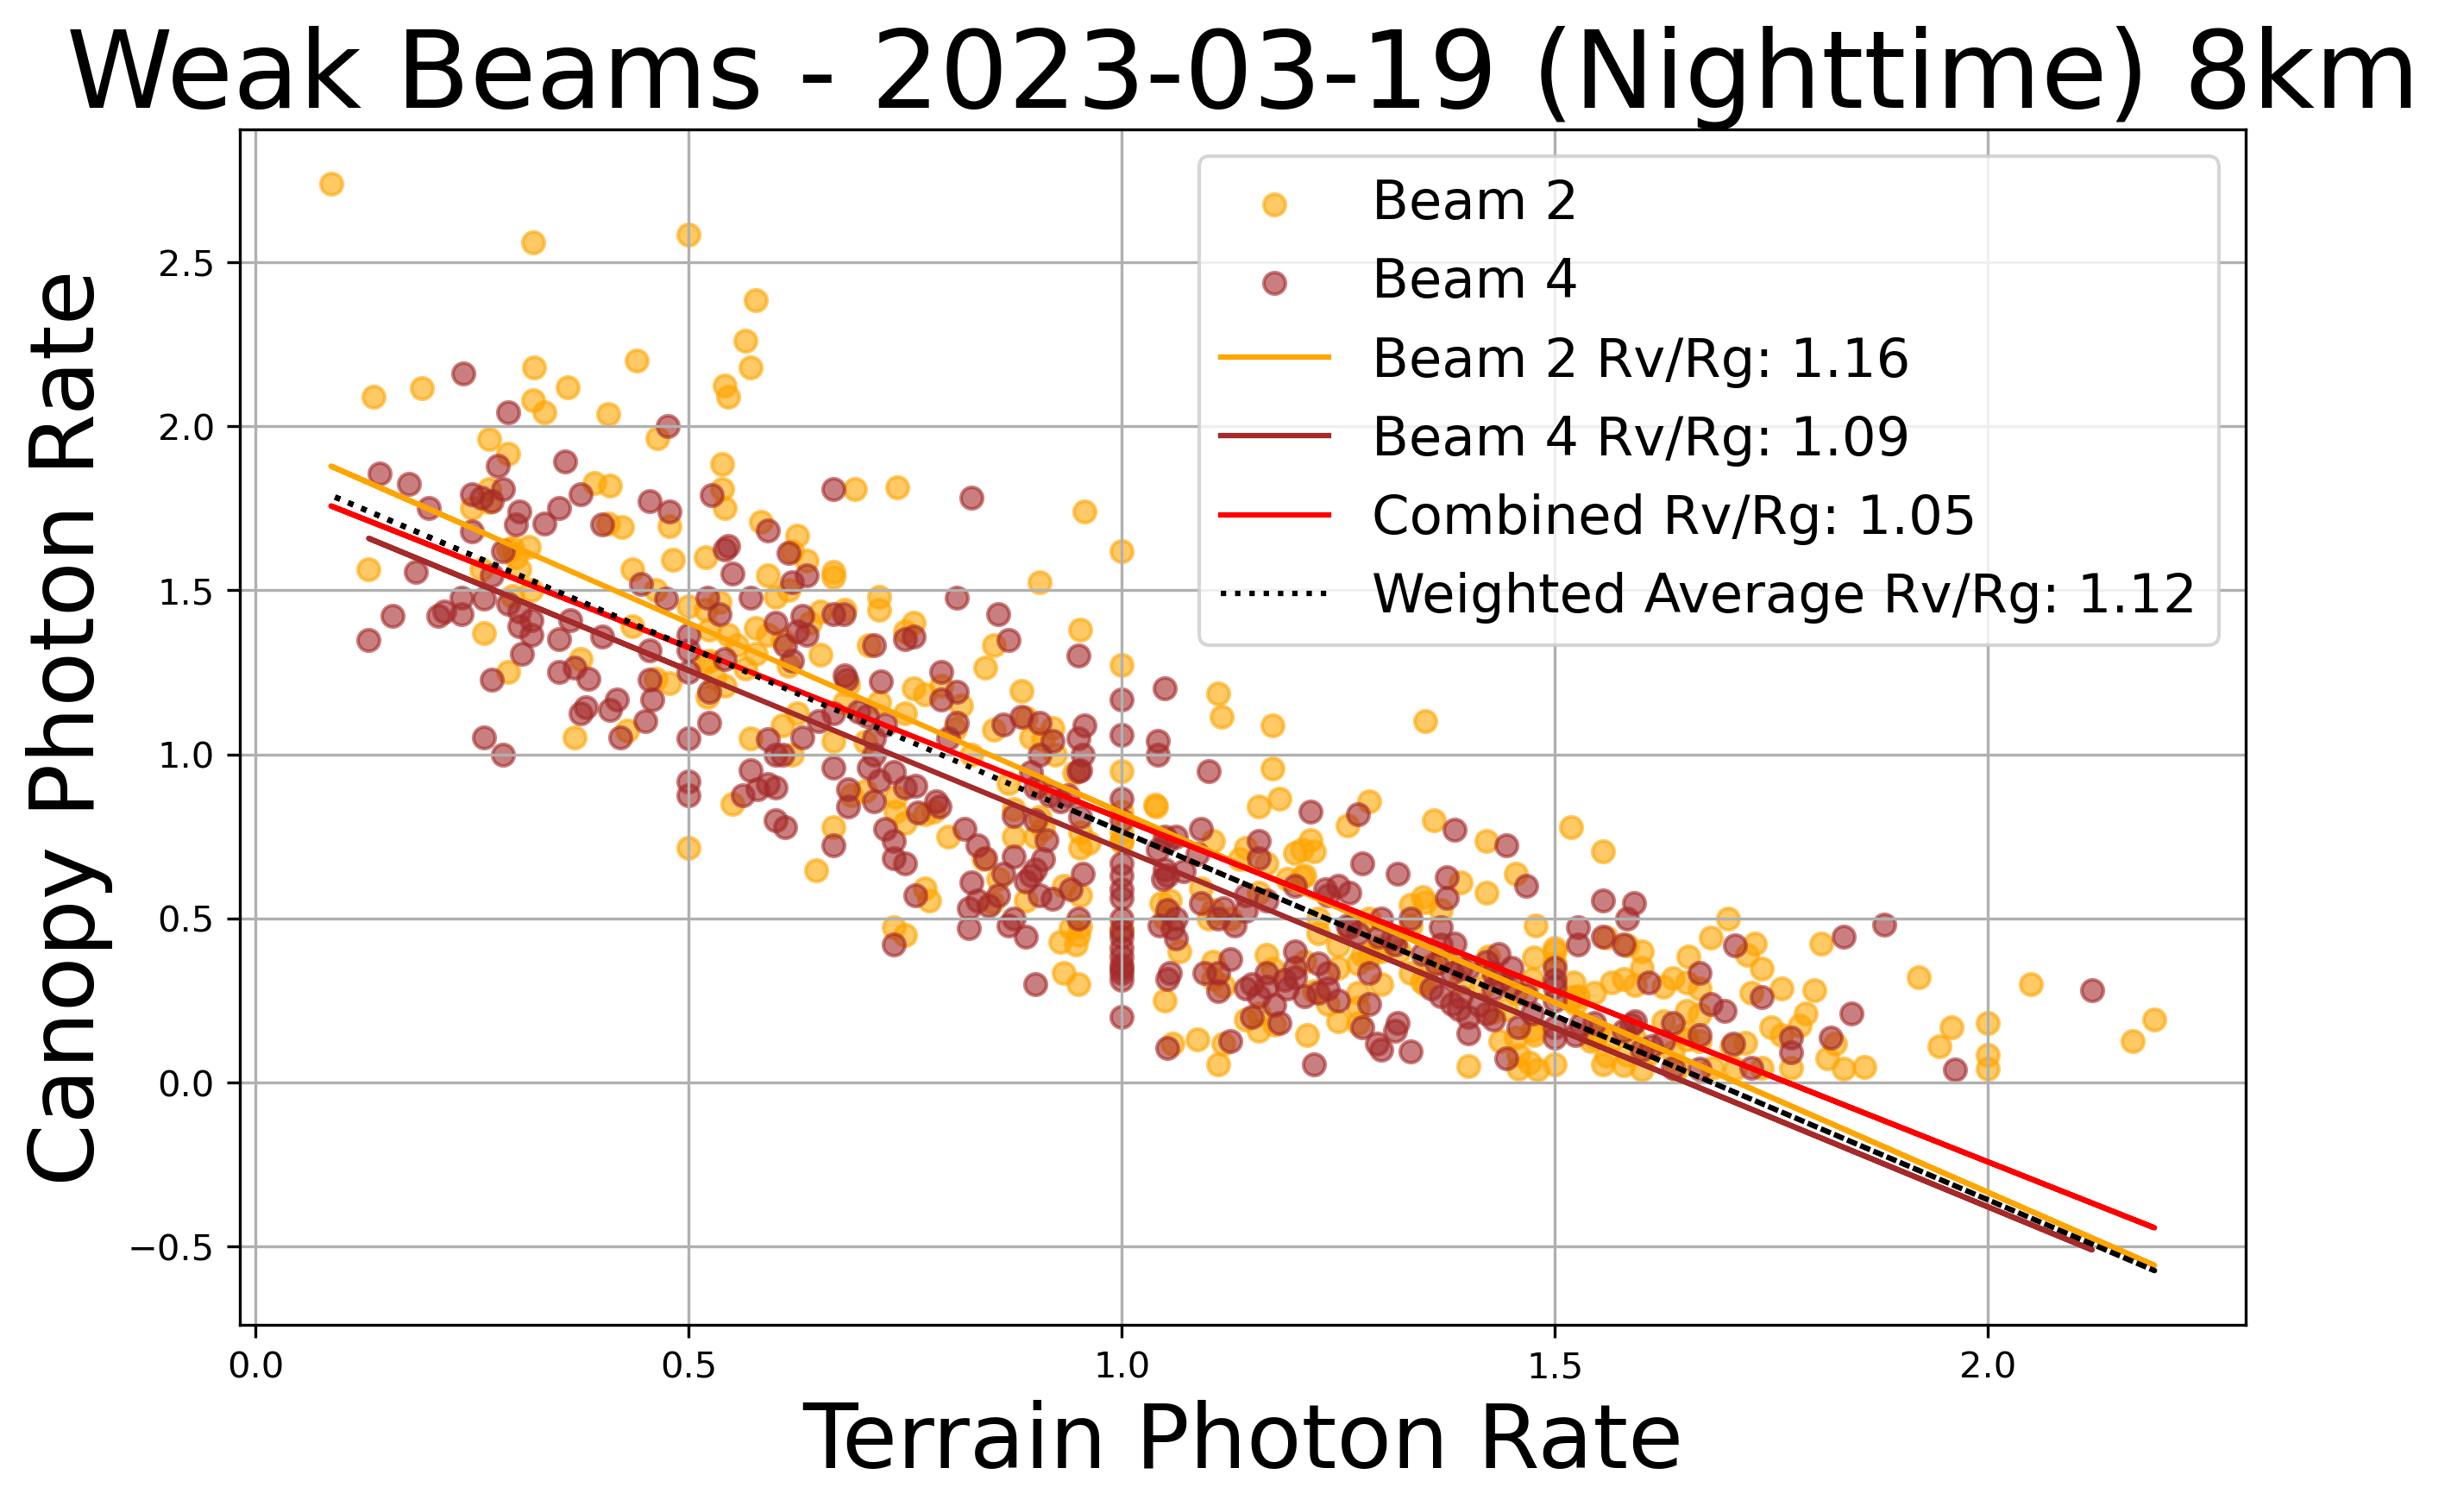 Weak Beams - 2023-03-19 (Nighttime) 8km
Beam 2
Beam 4
Beam 2 Rv/Rg: 1.16
Beam 4 Rv/Rg: 1.09
Combined Rv/Rg: 1.05
Weighted Average Rv/Rg: 1.12
Canopy Photon Rate
2.5
2.0
1.5
1.0
0.5
0.0
−0.5
0.0 0.5 1.0 1.5 2.0
Terrain Photon Rate